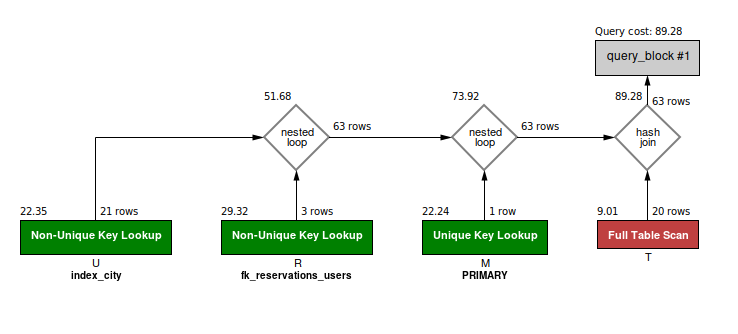 Query cost: 89.28
query_block #1
51.68
73.92
89.28
63 rows
nested
loop
63 rows
nested
loop
63 rows
hash
join
22.35
21 rows
29.32
3 rows
22.24
1 row
9.01
20 rows
Non-Unique Key Lookup
Non-Unique Key Lookup
Unique Key Lookup
Full Table Scan
U
R
M
T
index_city
fk_reservations_users
PRIMARY